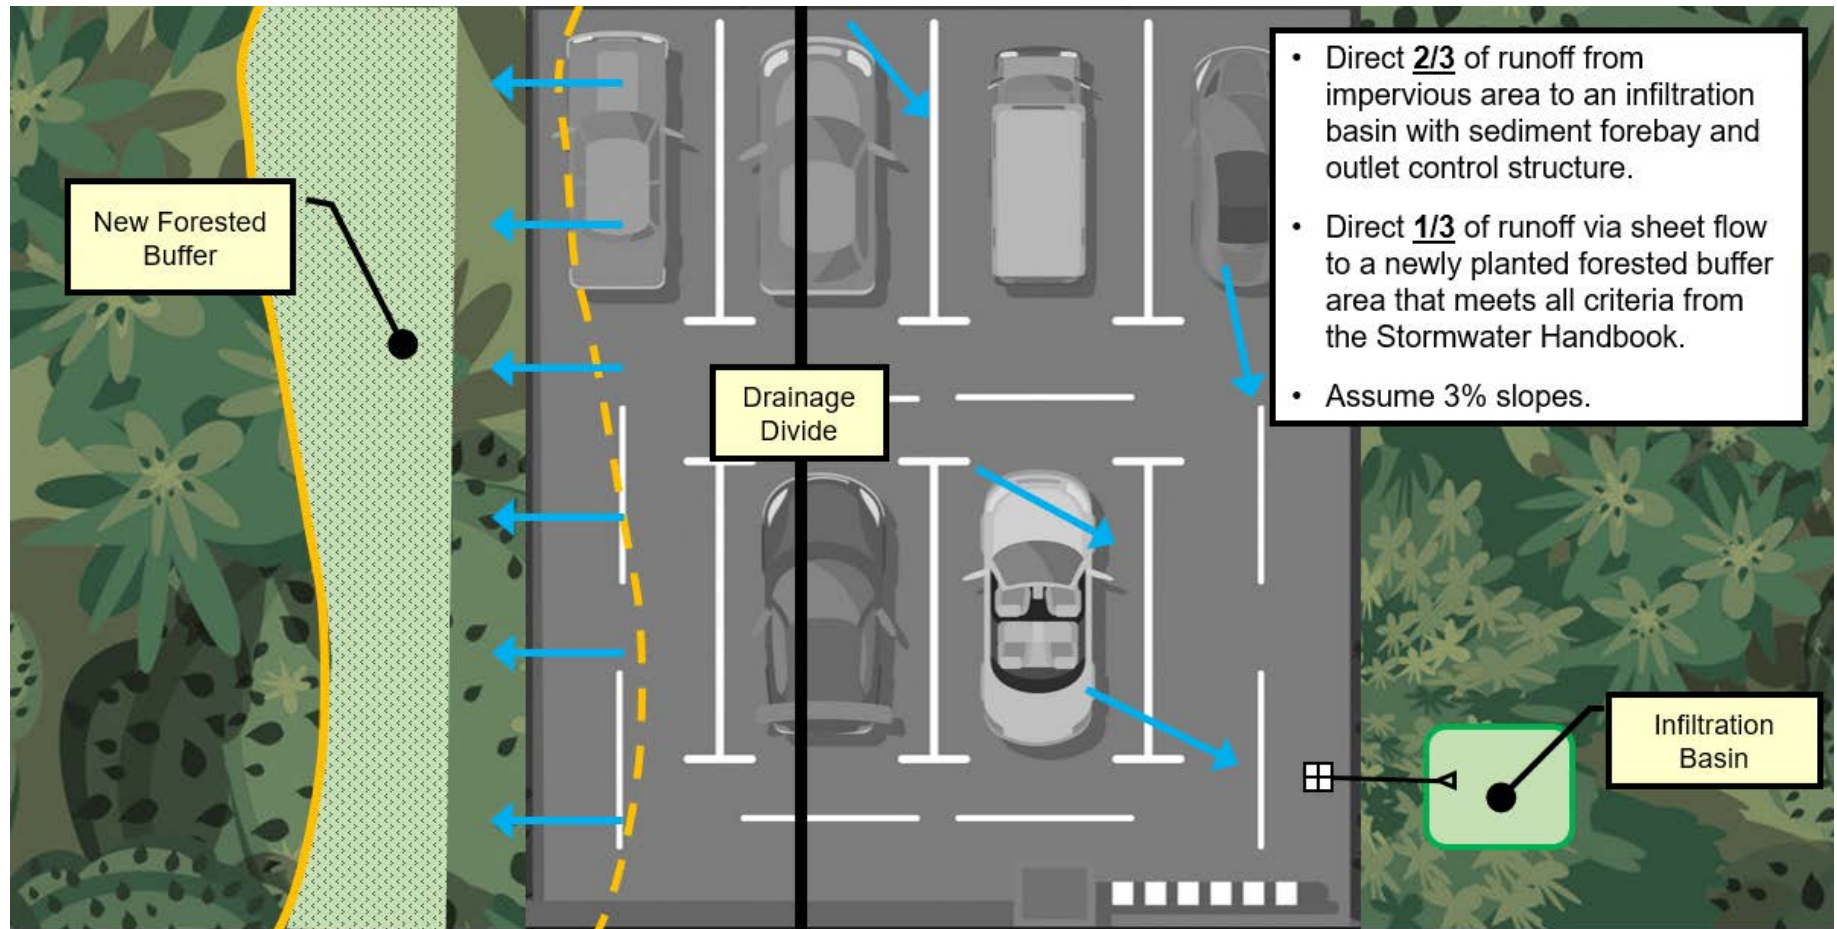 New Forested
Buffer
Drainage
Divide
• Direct 2/3 of runoff from
impervious area to an infiltration
basin with sediment forebay and
outlet control structure.
• Direct 1/3 of runoff via sheet flow
to a newly planted forested buffer
area that meets all criteria from
the Stormwater Handbook.
• Assume 3% slopes.
Infiltration
Basin